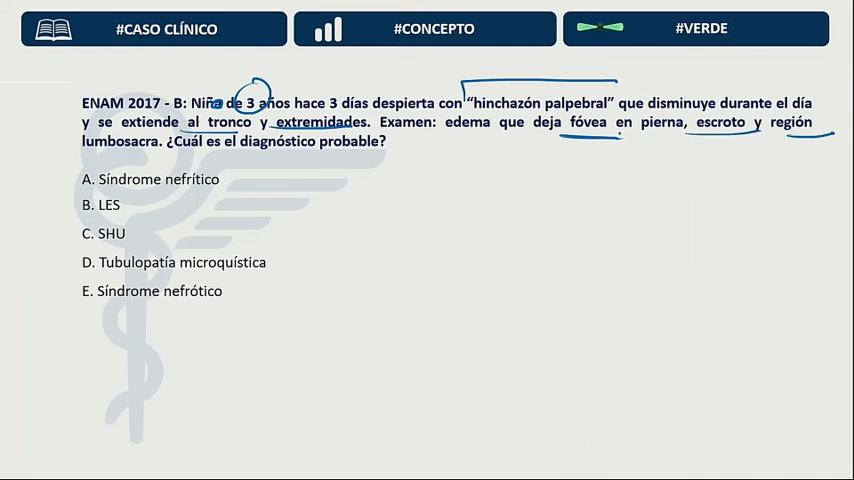 #CASO CLÍNICO
#CONCEPTO
#VERDE
ENAM 2017 - B: Niña de 3 años hace 3 días despierta con “hinchazón palpebral” que disminuye durante el día
y se extiende al tronco y extremidades. Examen: edema que deja fóvea en pierna, escroto y región
lumbosacra. ¿Cuál es el diagnóstico probable?
A. Síndrome nefrítico
B. LES
C. SHU
D. Tubulopatía microquística
E. Síndrome nefrótico